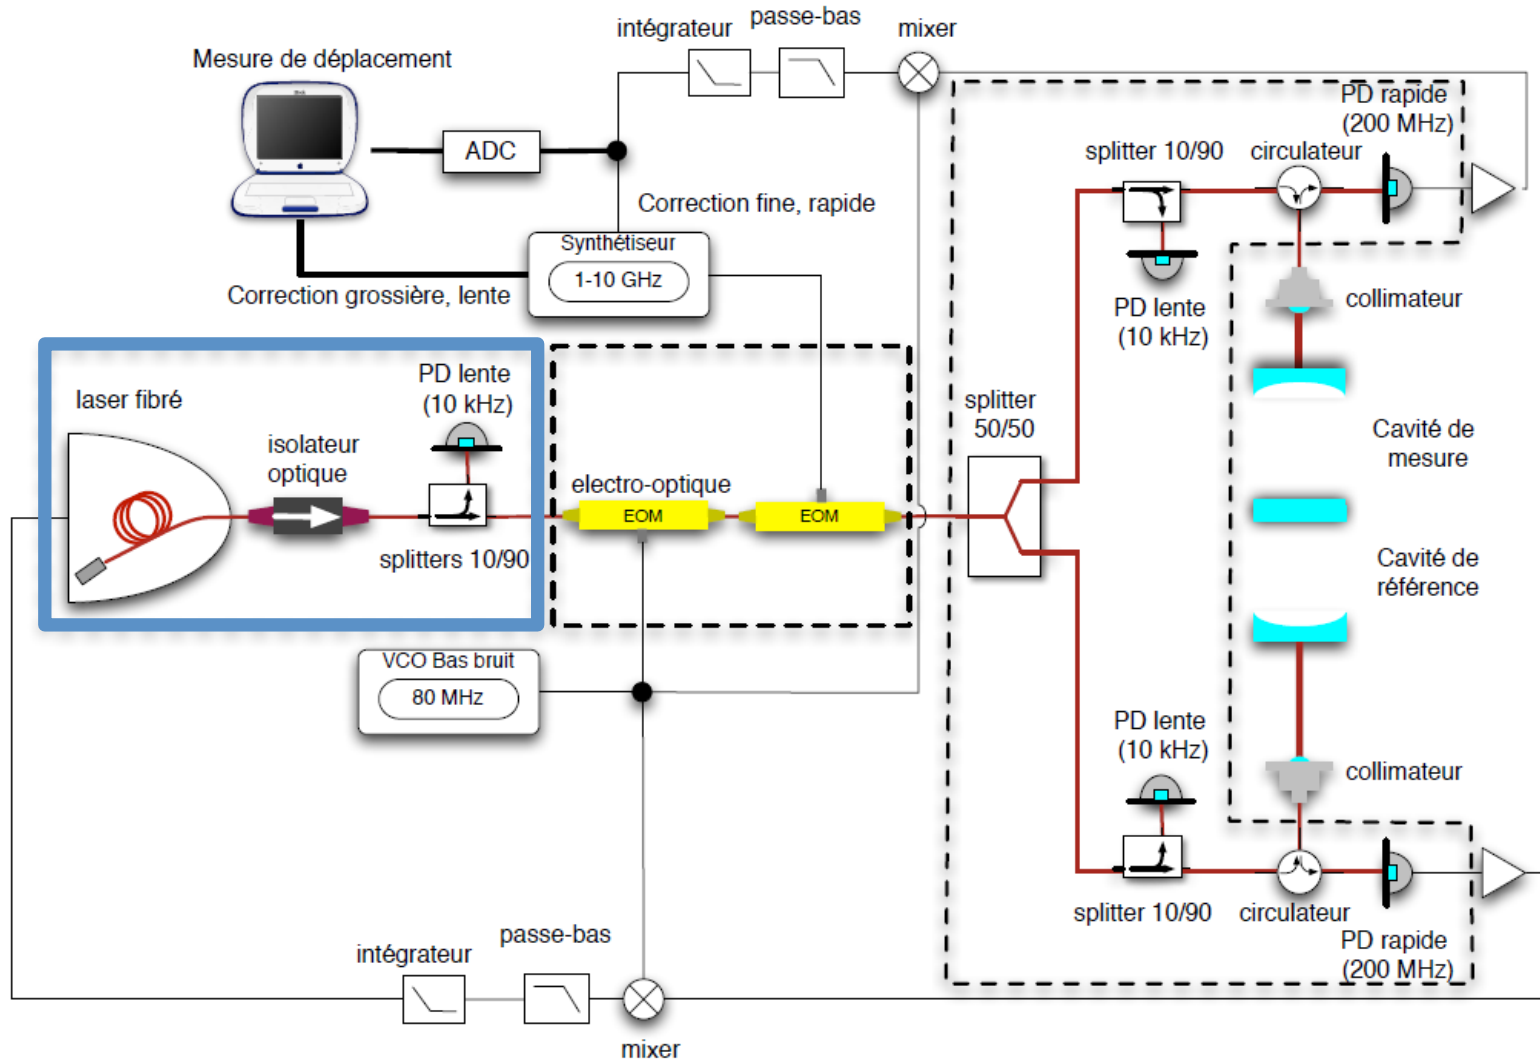 intégrateur
passe-bas
mixer
Mesure de déplacement
ADC
PD rapide
(200 MHz)
splitter 10/90
circulateur
Correction fine, rapide
Synthétiseur
1-10 GHz
Correction grossière, lente
PD lente
(10 kHz)
collimateur
laser fibré
PD lente
(10 kHz)
isolateur
optique
splitter
50/50
Cavité de
mesure
electro-optique
EOM
EOM
splitters 10/90
Cavité de
référence
VCO Bas bruit
80 MHz
PD lente
(10 kHz)
collimateur
splitter 10/90
circulateur
PD rapide
(200 MHz)
intégrateur
passe-bas
mixer